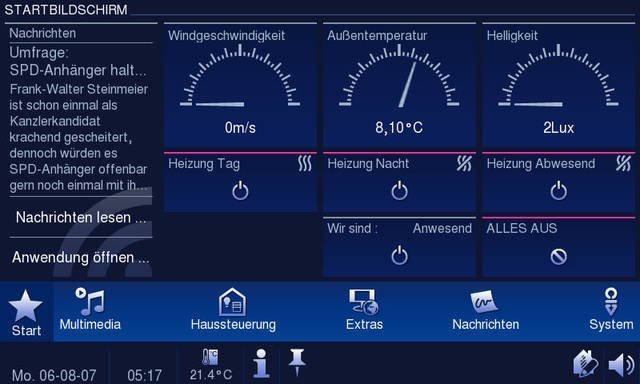 STARTBILDSCHIRM
Nachrichten
Umfrage:
SPD-Anhänger halt...
Frank-Walter Steinmeier
ist schon einmal als
Kanzlerkandidat
krachend gescheitert,
dennoch würden es
SPD-Anhänger offenbar
gern noch einmal mit ih...
Nachrichten lesen ...
Anwendung öffnen ...
Windgeschwindigkeit
0m/s
Außentemperatur
8,10°C
Helligkeit
2Lux
Heizung Tag
Heizung Nacht
Heizung Abwesend
Wir sind : Anwesend
ALLES AUS
Start
Multimedia
Haussteuerung
Extras
Nachrichten
System
Mo. 06-08-07
05:17
21.4°C